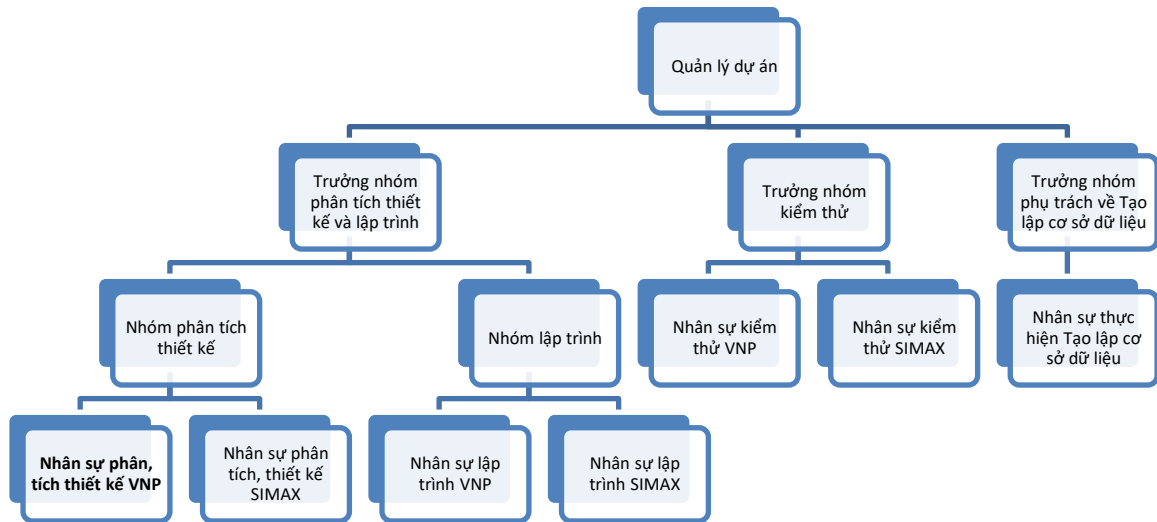 Quản lý dự án
Trưởng nhóm
phân tích thiết
kế và lập trình
Trưởng nhóm
kiểm thử
Trưởng nhóm
phụ trách về Tạo
lập cơ sở dữ liệu
Nhóm phân tích
thiết kế
Nhóm lập trình
Nhân sự kiểm
thử VNP
Nhân sự kiểm
thử SIMAX
Nhân sự thực
hiện Tạo lập cơ
sở dữ liệu
Nhân sự phân,
tích thiết kế VNP
Nhân sự phân
tích, thiết kế
SIMAX
Nhân sự lập
trình VNP
Nhân sự lập
trình SIMAX